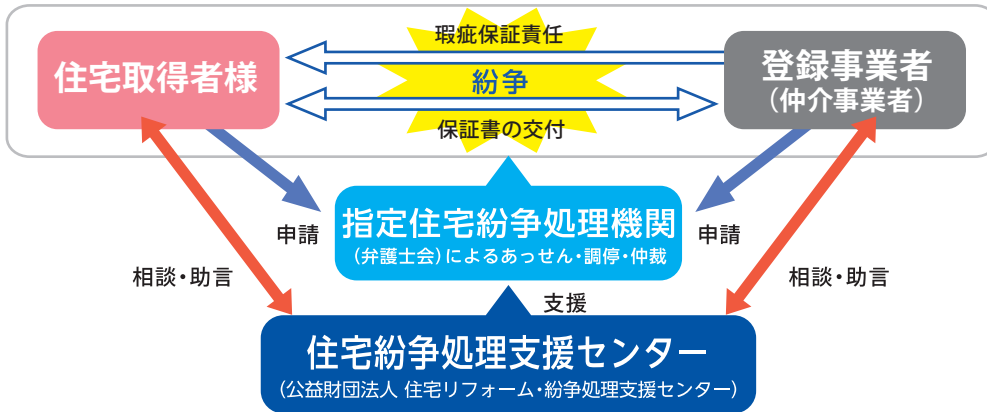 瑕疵保証責任
住宅取得者様
紛争
登録事業者
（仲介事業者）
保証書の交付
指定住宅紛争処理機関
（弁護士会）によるあっせん・調停・仲裁
申請
申請
相談・助言
相談・助言
支援
住宅紛争処理支援センター
（公益財団法人 住宅リフォーム・紛争処理支援センター）